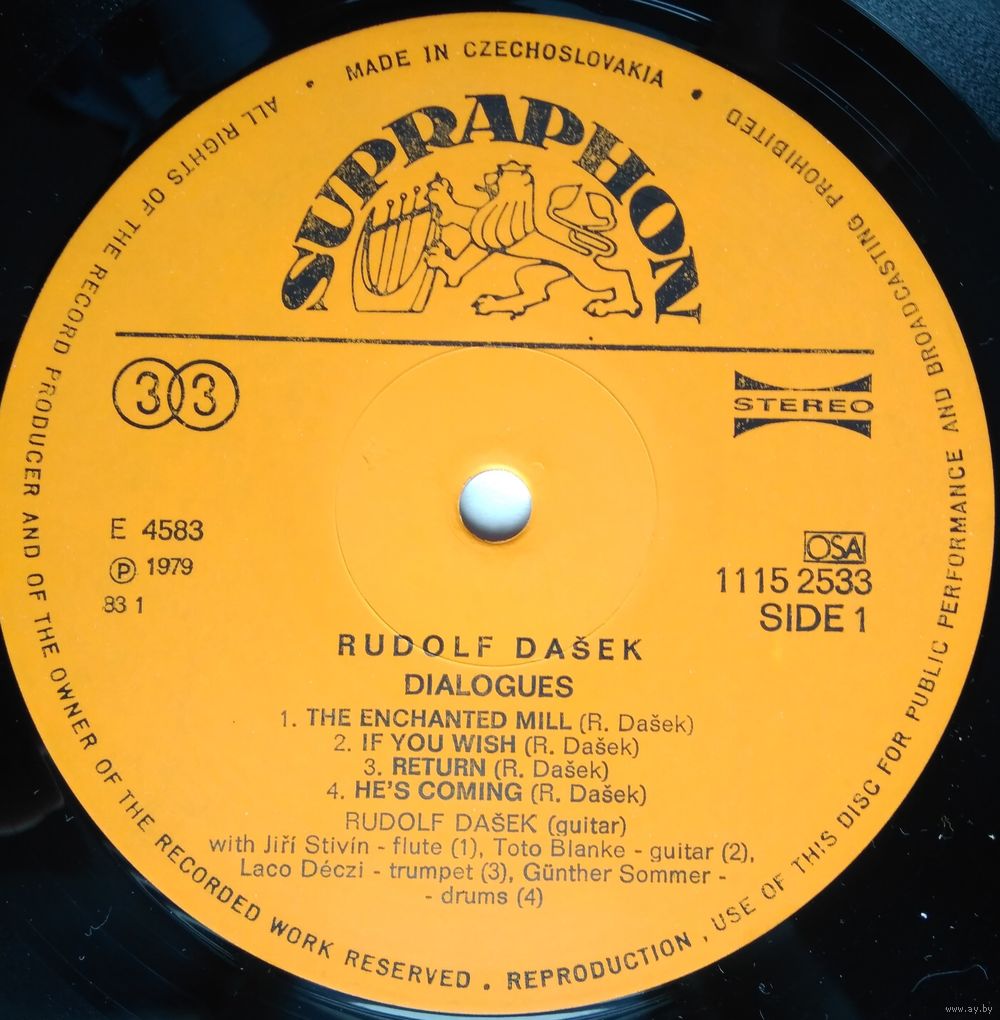 MADE IN CZECHOSLOVAKIA
ALL RIGHTS OF THE RECORD PRODUCER AND OF THE OWNER OF THE RECORDED WORK RESERVED . REPRODUCTION , USE OF THIS DISC FOR PUBLIC PERFORMANCE AND BROADCASTING PROHIBITED
SUPRAPHON
33
STEREO
E 4583
Ⓟ 1979
83 1
OSA
1115 2533
SIDE 1
RUDOLF DAŠEK
DIALOGUES
1. THE ENCHANTED MILL (R. Dašek)
2. IF YOU WISH (R. Dašek)
3. RETURN (R. Dašek)
4. HE'S COMING (R. Dašek)
RUDOLF DAŠEK (guitar)
with Jiří Stivín - flute (1), Toto Blanke - guitar (2),
Laco Déczi - trumpet (3), Günther Sommer -
- drums (4)
www.ay.by